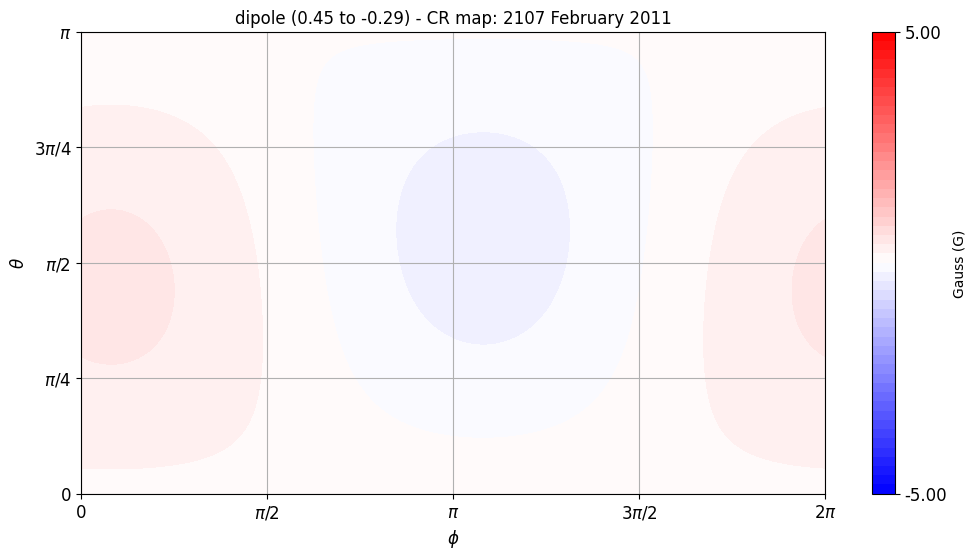 dipole (0.45 to -0.29) - CR map: 2107 February 2011
π
3π/4
π/2
π/4
0
θ
0
π/2
π
3π/2
2π
ϕ
5.00
-5.00
Gauss (G)